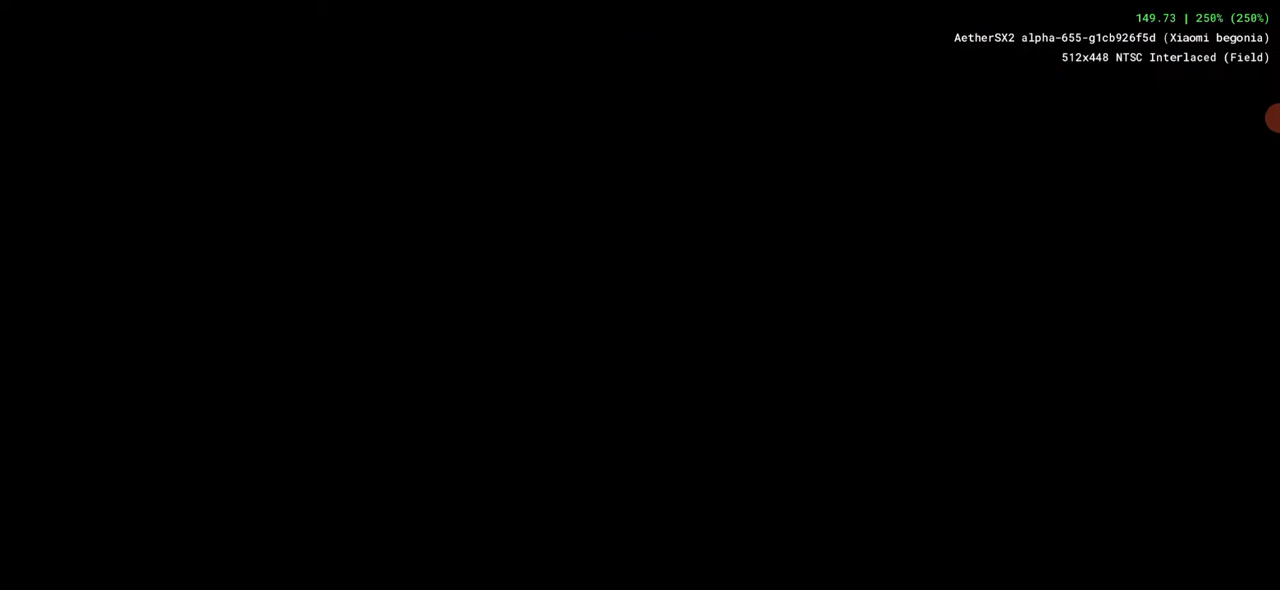 149.73 | 250% (250%)
AetherSX2 alpha-655-g1cb926f5d (Xiaomi begonia)
512x448 NTSC Interlaced (Field)